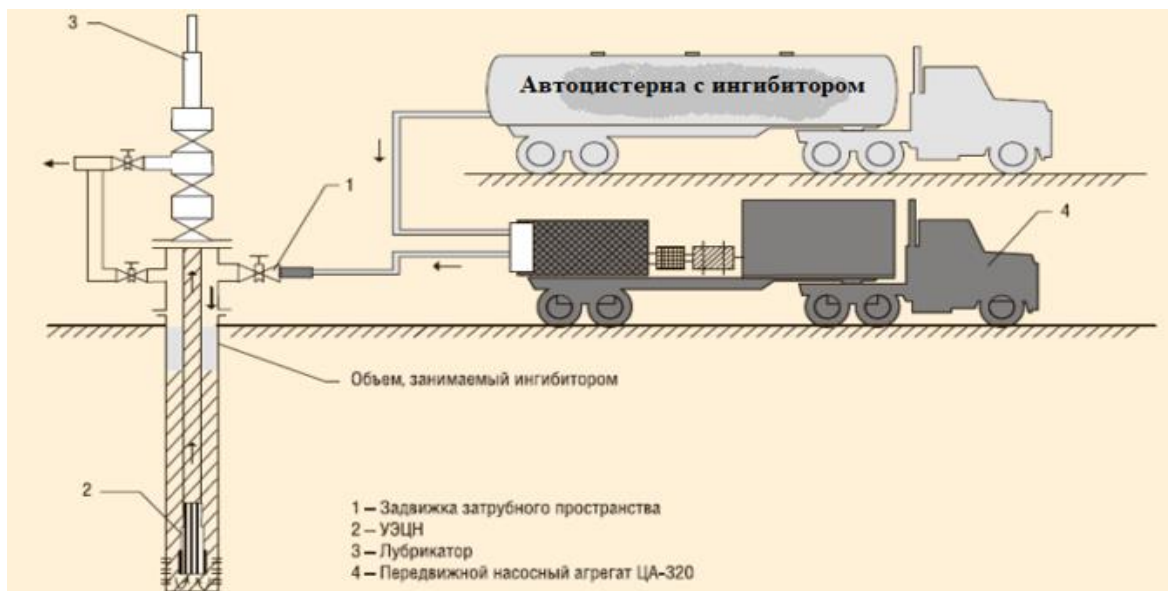 3
Автоцистерна с ингибитором
1
4
Объем, занимаемый ингибитором
2
1 – Задвижка затрубного пространства
2 – УЭЦН
3 – Лубрикатор
4 – Передвижной насосный агрегат ЦА-320